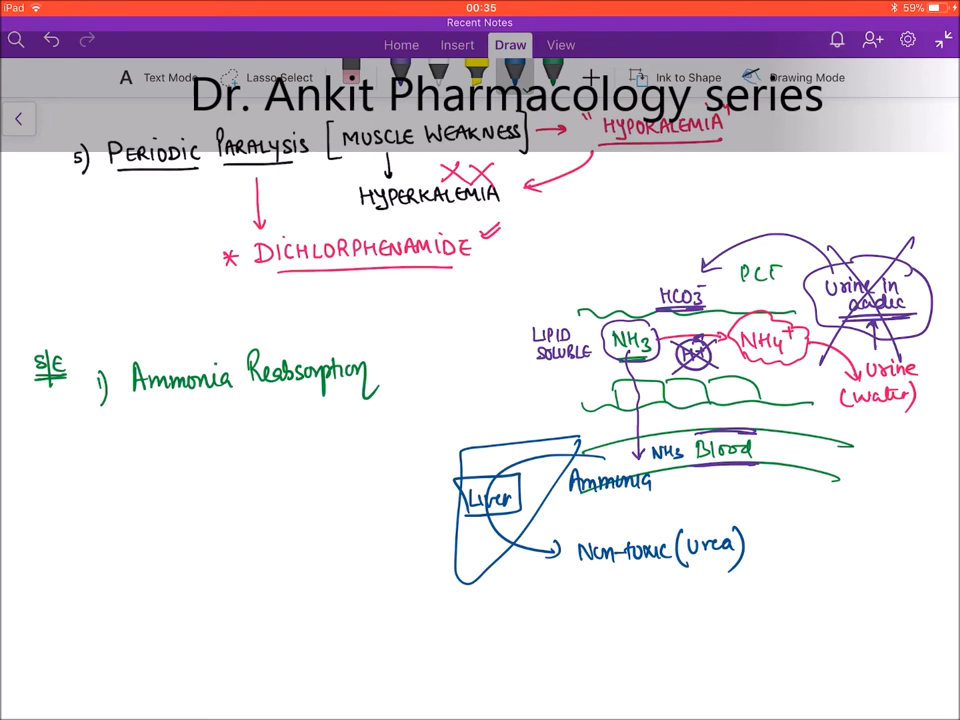 iPad
00:35
59%
Recent Notes
Home Insert Draw View
A Text Mode Lasso Select Ink to Shape Drawing Mode
Dr. Ankit Pharmacology series
5) PERIODIC PARALYSIS [MUSCLE WEAKNESS] → "HYPOKALEMIA"
HYPERKALEMIA
* DICHLORPHENAMIDE
PCT
Urine in
acidic
HCO3-
LIPID
SOLUBLE
NH3
H+
NH4+
Urine
(water)
S/E
1) Ammonia Reabsorption
NH3 Blood
Ammonia
Liver
Non-toxic (Urea)